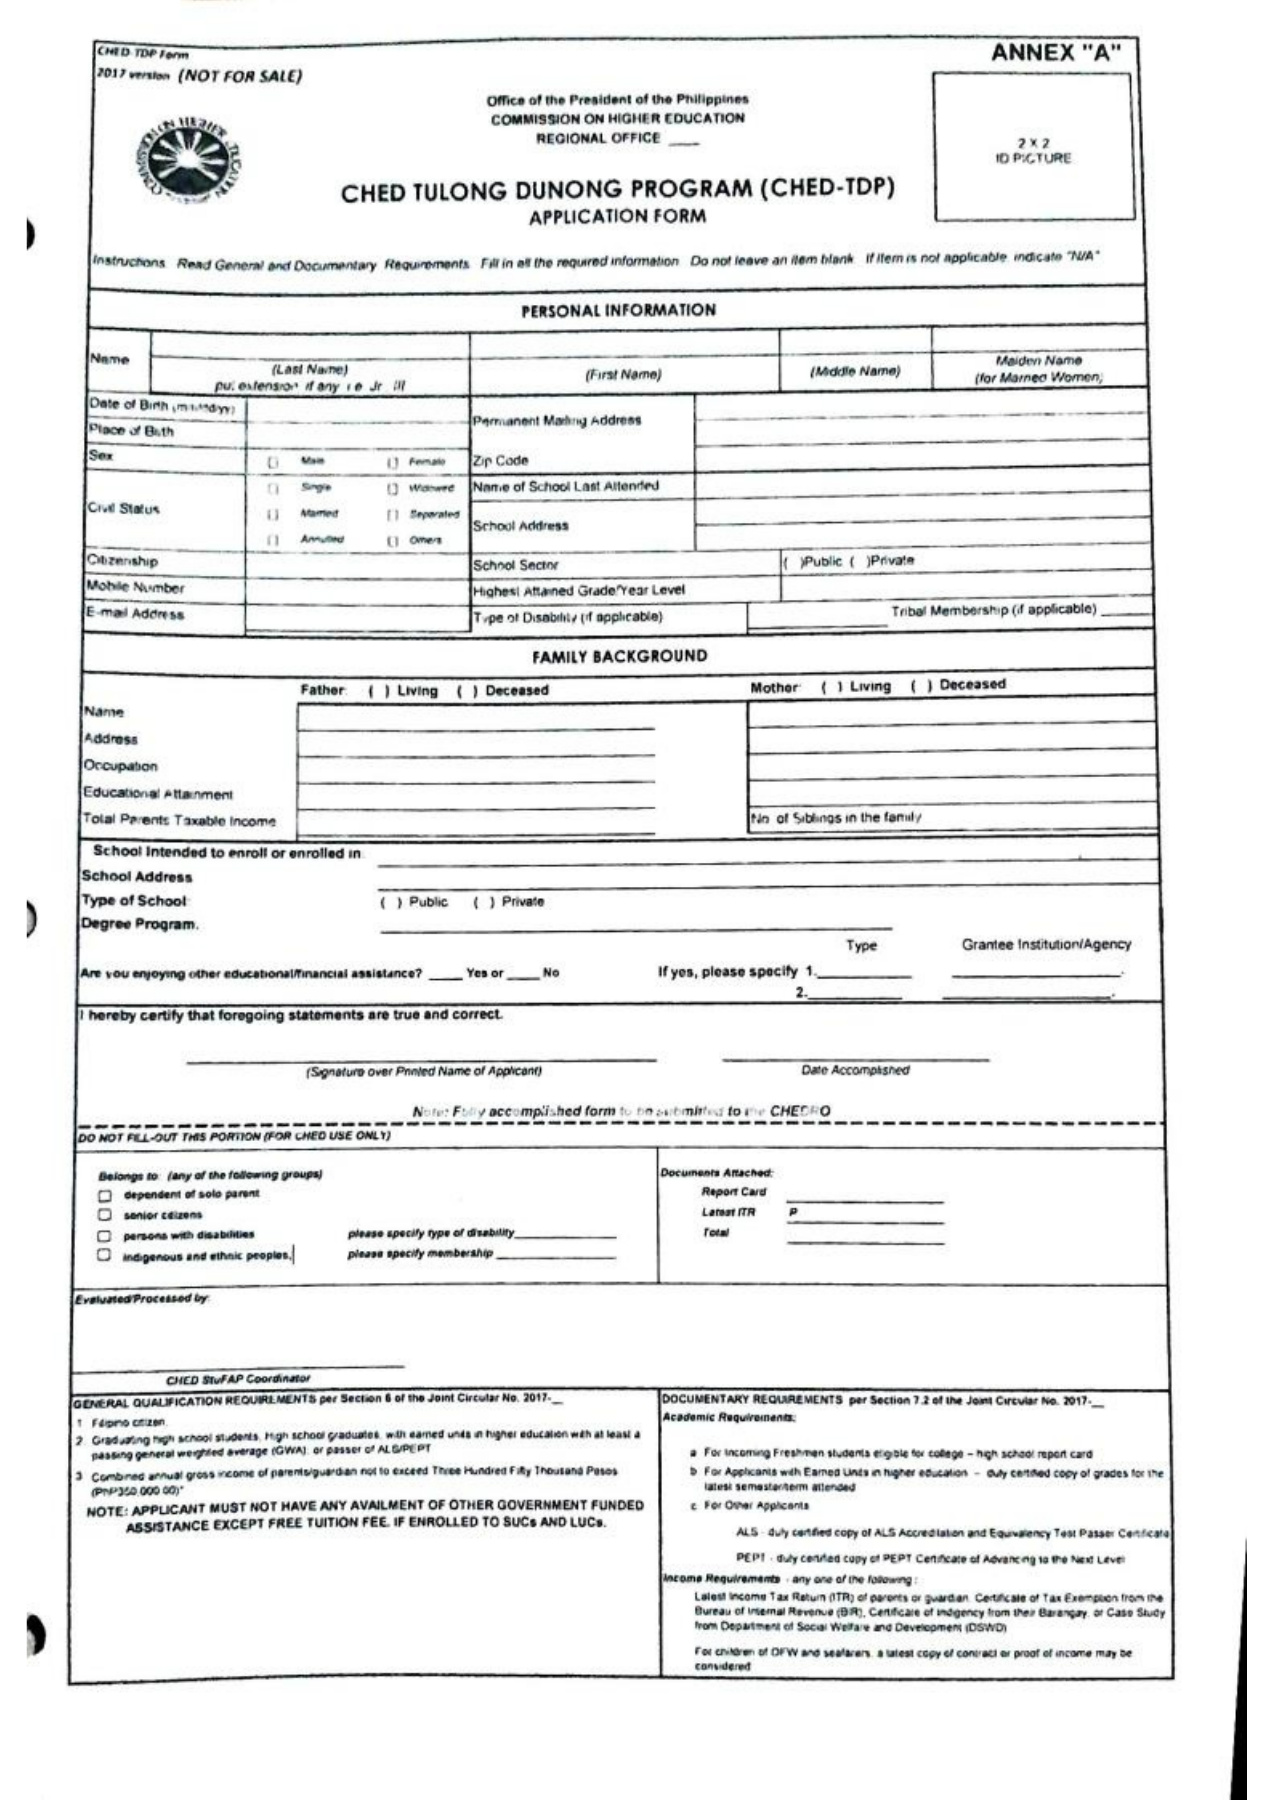 CHED TDP Form
2017 version (NOT FOR SALE)
ANNEX "A"
Office of the President of the Philippines
COMMISSION ON HIGHER EDUCATION
REGIONAL OFFICE ___
2 X 2
ID PICTURE
COMMISSION ON HIGHER EDUCATION
CHED TULONG DUNONG PROGRAM (CHED-TDP)
APPLICATION FORM
Instructions Read General and Documentary Requirements Fill in all the required information Do not leave an item blank If item is not applicable indicate "N/A"
PERSONAL INFORMATION
Name
(Last Name)
put extension if any i e Jr III
(First Name)
(Middle Name)
Maiden Name
(for Married Women)
Date of Birth (mm/dd/yy)
Permanent Mailing Address
Place of Birth
Sex
( ) Male ( ) Female
Zip Code
Civil Status
( ) Single ( ) Widowed
( ) Married ( ) Separated
( ) Annulled ( ) Others
Name of School Last Attended
School Address
Citizenship
School Sector
( )Public ( )Private
Mobile Number
Highest Attained Grade/Year Level
E-mail Address
Type of Disability (if applicable)
Tribal Membership (if applicable) ______
FAMILY BACKGROUND
Father: ( ) Living ( ) Deceased
Mother: ( ) Living ( ) Deceased
Name
Address
Occupation
Educational Attainment
Total Parents Taxable Income
No of Siblings in the family
School Intended to enroll or enrolled in
School Address
Type of School: ( ) Public ( ) Private
Degree Program.
Type Grantee Institution/Agency
Are you enjoying other educational/financial assistance? ____ Yes or ____ No If yes, please specify 1.__________ __________________.
2.__________ __________________.
I hereby certify that foregoing statements are true and correct.
(Signature over Printed Name of Applicant)
Date Accomplished
Note: Fully accomplished form to be submitted to the CHEDRO
DO NOT FILL-OUT THIS PORTION (FOR CHED USE ONLY)
Belongs to: (any of the following groups)
dependent of solo parent
senior citizens
persons with disabilities please specify type of disability____________
indigenous and ethnic peoples, please specify membership ____________
Documents Attached:
Report Card
Latest ITR P
Total
Evaluated/Processed by:
CHED StuFAP Coordinator
GENERAL QUALIFICATION REQUIREMENTS per Section 6 of the Joint Circular No. 2017-__
1 Filipino citizen
2 Graduating high school students, High school graduates, with earned units in higher education with at least a
passing general weighted average (GWA), or passer of ALS/PEPT
3 Combined annual gross income of parents/guardian not to exceed Three Hundred Fifty Thousand Pesos
(PhP350,000 00)*
NOTE: APPLICANT MUST NOT HAVE ANY AVAILMENT OF OTHER GOVERNMENT FUNDED
ASSISTANCE EXCEPT FREE TUITION FEE. IF ENROLLED TO SUCs AND LUCs.
DOCUMENTARY REQUIREMENTS per Section 7.2 of the Joint Circular No. 2017-__
Academic Requirements:
a For Incoming Freshmen students eligible for college – high school report card
b For Applicants with Earned Units in higher education – duly certified copy of grades for the
latest semester/term attended
c For Other Applicants
ALS - duly certified copy of ALS Accreditation and Equivalency Test Passer Certificate
PEPT - duly certified copy of PEPT Certificate of Advancing to the Next Level
Income Requirements - any one of the following :
Latest Income Tax Return (ITR) of parents or guardian, Certificate of Tax Exemption from the
Bureau of Internal Revenue (BIR), Certificate of Indigency from their Barangay, or Case Study
from Department of Social Welfare and Development (DSWD)
For children of OFW and seafarers, a latest copy of contract or proof of income may be
considered